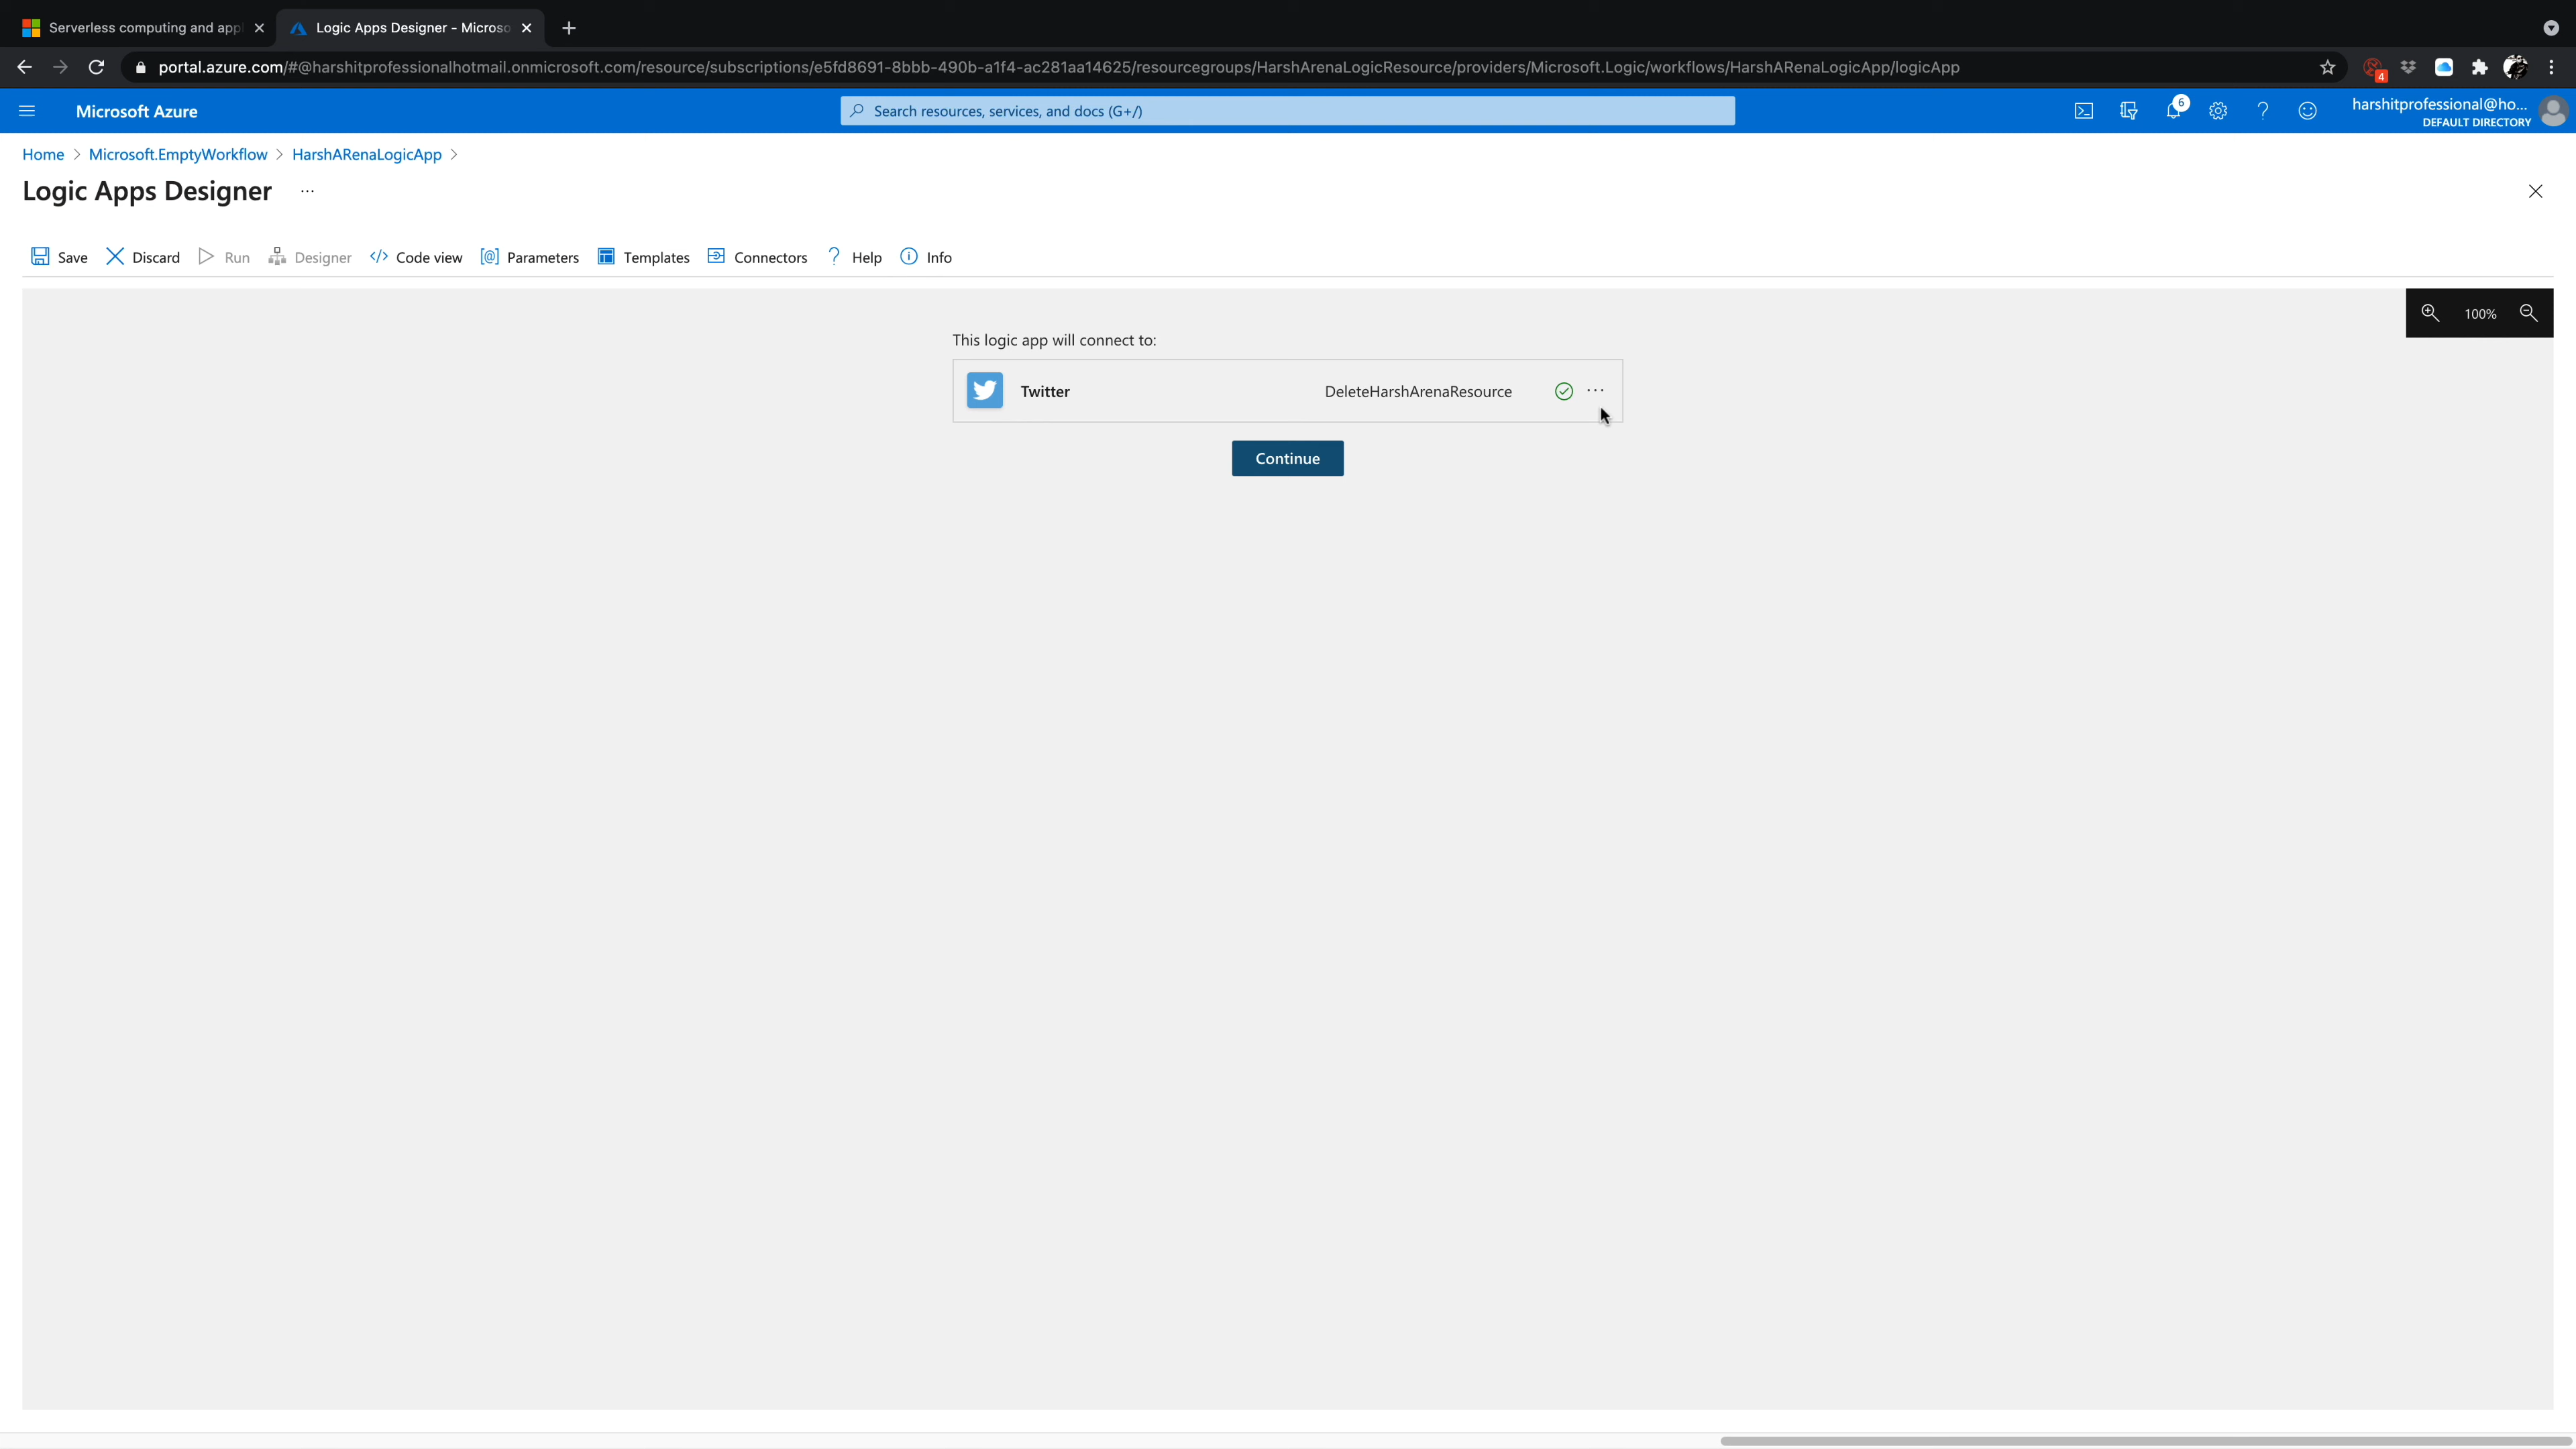 Serverless computing and appl
Logic Apps Designer - Microso
portal.azure.com/#@harshitprofessionalhotmail.onmicrosoft.com/resource/subscriptions/e5fd8691-8bbb-490b-a1f4-ac281aa14625/resourcegroups/HarshArenaLogicResource/providers/Microsoft.Logic/workflows/HarshARenaLogicApp/logicApp
4
Microsoft Azure
Search resources, services, and docs (G+/)
6
harshitprofessional@ho...
DEFAULT DIRECTORY
Home > Microsoft.EmptyWorkflow > HarshARenaLogicApp >
Logic Apps Designer ...
Save Discard Run Designer Code view Parameters Templates Connectors Help Info
100%
This logic app will connect to:
Twitter DeleteHarshArenaResource ...
Continue